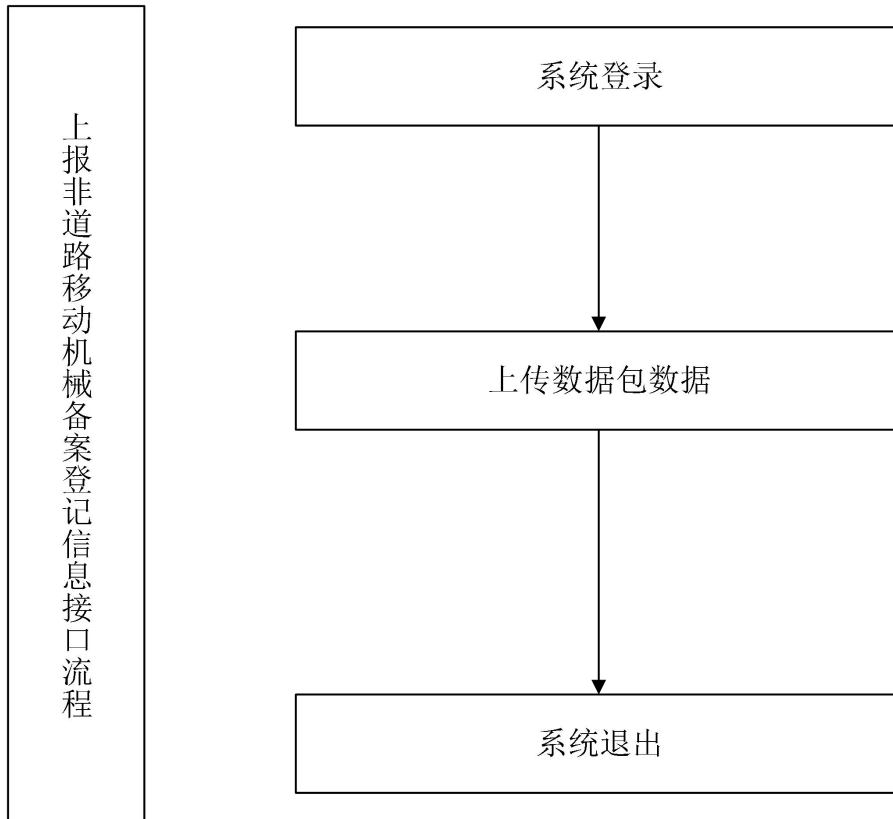 上报非道路移动机械备案登记信息接口流程
系统登录
上传数据包数据
系统退出